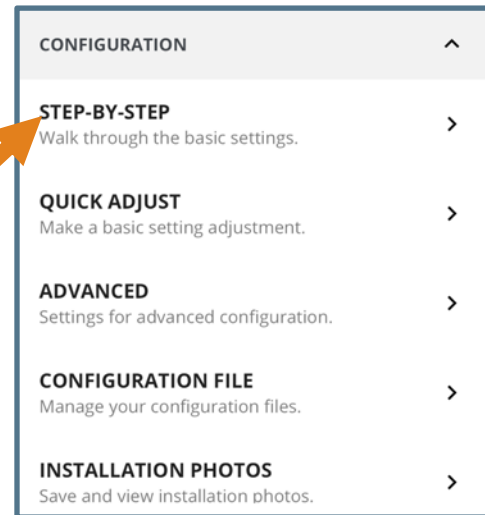 CONFIGURATION
STEP-BY-STEP
Walk through the basic settings.
QUICK ADJUST
Make a basic setting adjustment.
ADVANCED
Settings for advanced configuration.
CONFIGURATION FILE
Manage your configuration files.
INSTALLATION PHOTOS
Save and view installation photos.